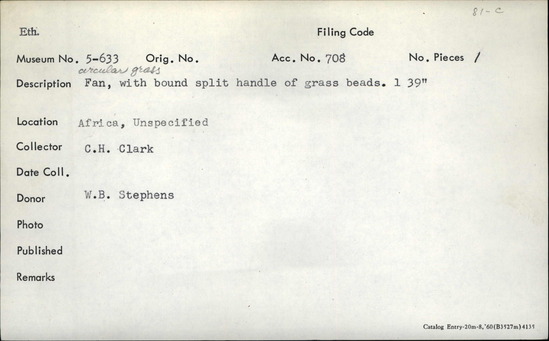 81-C
Eth. Filing Code
Museum No. 5-633 Orig. No. Acc. No. 708 No. Pieces 1
circular grass
Description Fan, with bound split handle of grass beads. l 39"
Location Africa, Unspecified
Collector C.H. Clark
Date Coll.
Donor W.B. Stephens
Photo
Published
Remarks
Catalog Entry-20m-8,'60(B3527m)4135